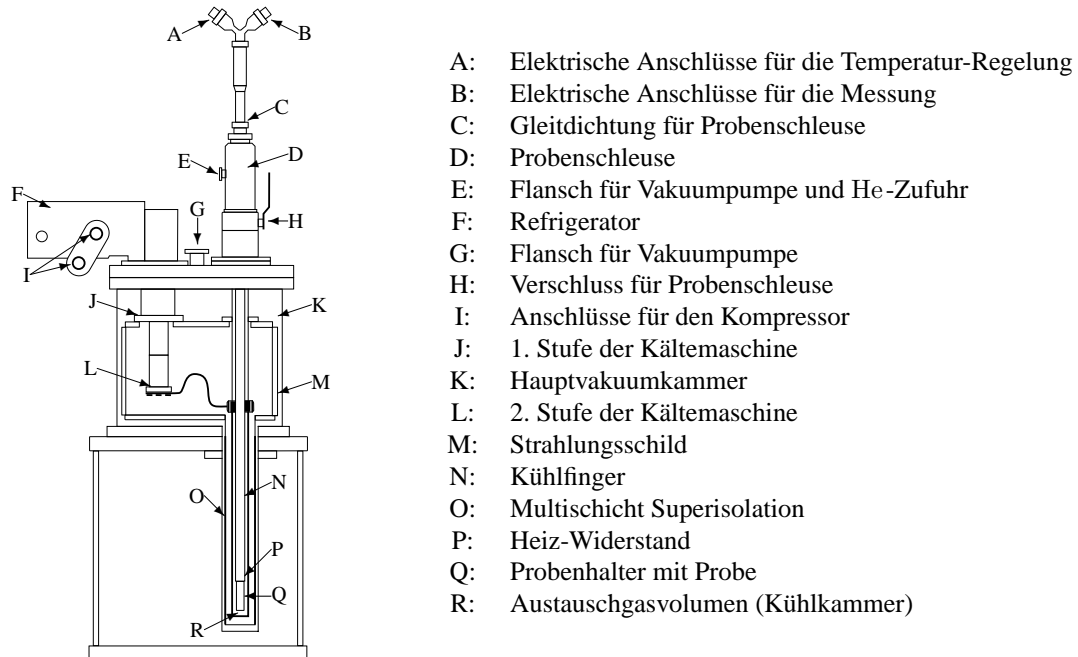 A
B
C
D
E
F
G
H
I
J
K
L
M
N
O
P
Q
R
A: Elektrische Anschlüsse für die Temperatur-Regelung
B: Elektrische Anschlüsse für die Messung
C: Gleitdichtung für Probenschleuse
D: Probenschleuse
E: Flansch für Vakuumpumpe und He-Zufuhr
F: Refrigerator
G: Flansch für Vakuumpumpe
H: Verschluss für Probenschleuse
I: Anschlüsse für den Kompressor
J: 1. Stufe der Kältemaschine
K: Hauptvakuumkammer
L: 2. Stufe der Kältemaschine
M: Strahlungsschild
N: Kühlfinger
O: Multischicht Superisolation
P: Heiz-Widerstand
Q: Probenhalter mit Probe
R: Austauschgasvolumen (Kühlkammer)